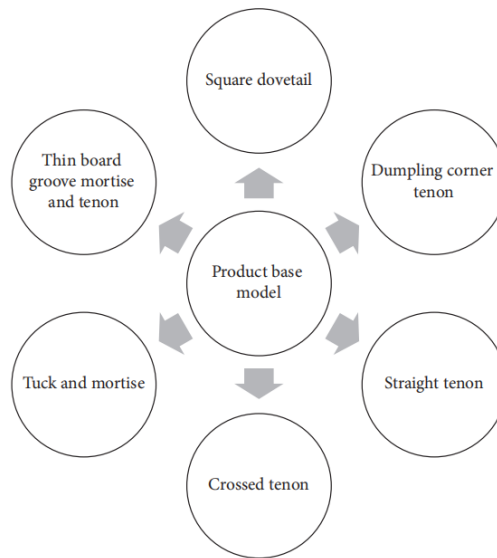 Square dovetail
Thin board
groove mortise
and tenon
Dumpling corner
tenon
Product base
model
Tuck and mortise
Straight tenon
Crossed tenon